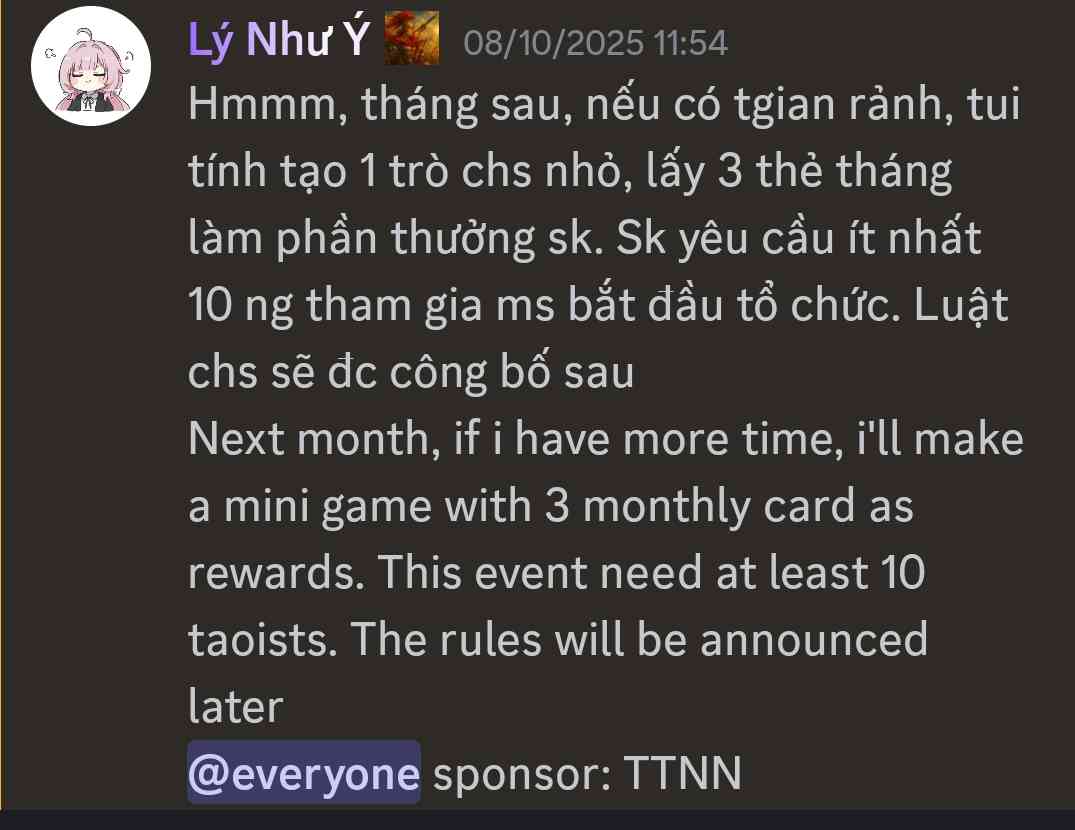 Lý Như Ý 08/10/2025 11:54
Hmmm, tháng sau, nếu có tgian rảnh, tui
tính tạo 1 trò chs nhỏ, lấy 3 thẻ tháng
làm phần thưởng sk. Sk yêu cầu ít nhất
10 ng tham gia ms bắt đầu tổ chức. Luật
chs sẽ đc công bố sau
Next month, if i have more time, i'll make
a mini game with 3 monthly card as
rewards. This event need at least 10
taoists. The rules will be announced
later
@everyone sponsor: TTNN